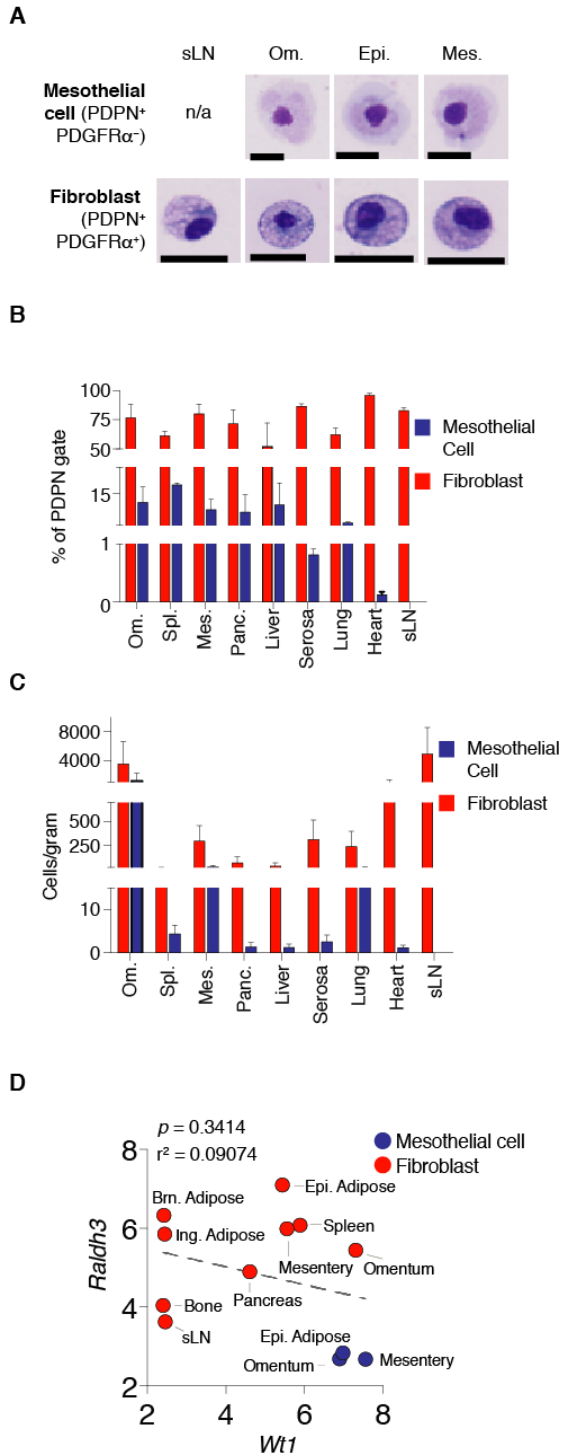 A
sLN Om. Epi. Mes.
Mesothelial
cell (PDPN⁺
PDGFRα⁻)
n/a
Fibroblast
(PDPN⁺
PDGFRα⁺)
B
% of PDPN gate
100
75
50
15
1
0
Mesothelial
Cell
Fibroblast
Om. Spl. Mes. Panc. Liver Serosa Lung Heart sLN
C
Cells/gram
8000
4000
500
250
10
0
Mesothelial
Cell
Fibroblast
Om. Spl. Mes. Panc. Liver Serosa Lung Heart sLN
D
p = 0.3414
r² = 0.09074
Mesothelial cell
Fibroblast
Raldh3
8
6
4
2
Epi. Adipose
Brn. Adipose
Ing. Adipose
Spleen
Mesentery
Omentum
Pancreas
Bone
sLN
Epi. Adipose
Omentum
Mesentery
2 4 6 8
Wt1